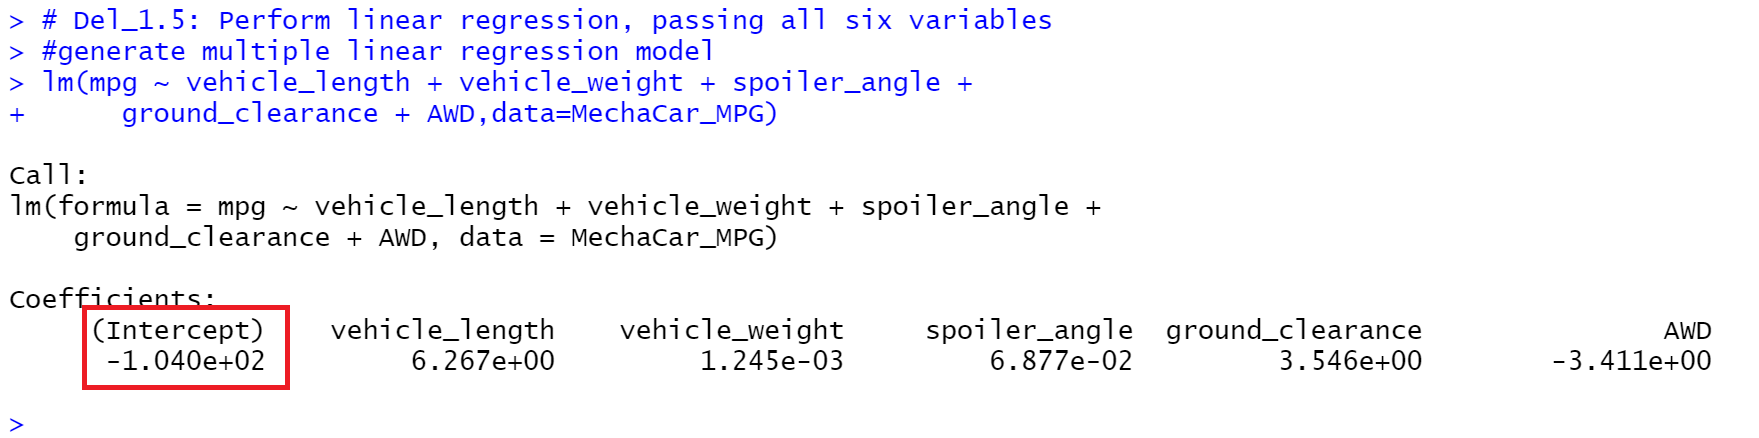 > # Del_1.5: Perform linear regression, passing all six variables
> #generate multiple linear regression model
> lm(mpg ~ vehicle_length + vehicle_weight + spoiler_angle +
+      ground_clearance + AWD,data=MechaCar_MPG)
Call:
lm(formula = mpg ~ vehicle_length + vehicle_weight + spoiler_angle +
    ground_clearance + AWD, data = MechaCar_MPG)
Coefficients:
     (Intercept)    vehicle_length    vehicle_weight     spoiler_angle  ground_clearance               AWD
      -1.040e+02         6.267e+00         1.245e-03         6.877e-02         3.546e+00        -3.411e+00
>